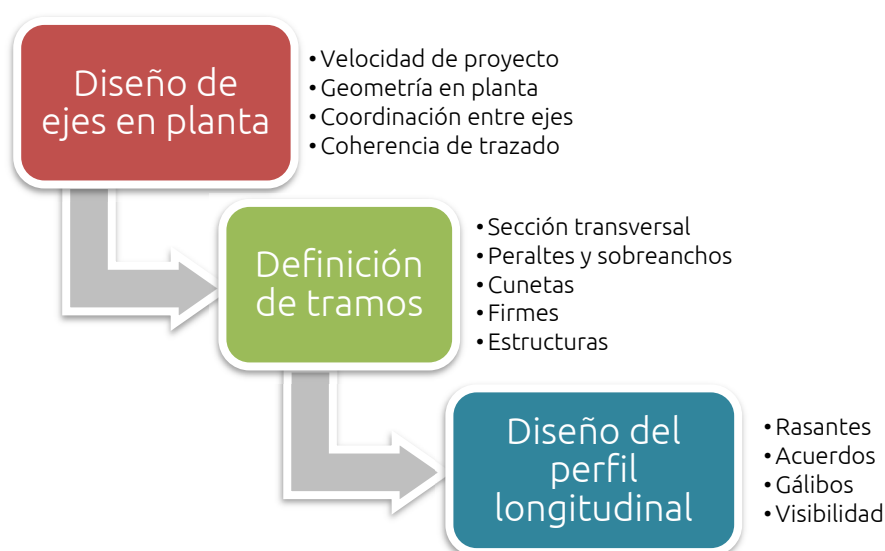 Diseño de
ejes en planta
•Velocidad de proyecto
•Geometría en planta
•Coordinación entre ejes
•Coherencia de trazado
Definición
de tramos
•Sección transversal
•Peraltes y sobreanchos
•Cunetas
•Firmes
•Estructuras
Diseño del
perfil
longitudinal
•Rasantes
•Acuerdos
•Gálibos
•Visibilidad